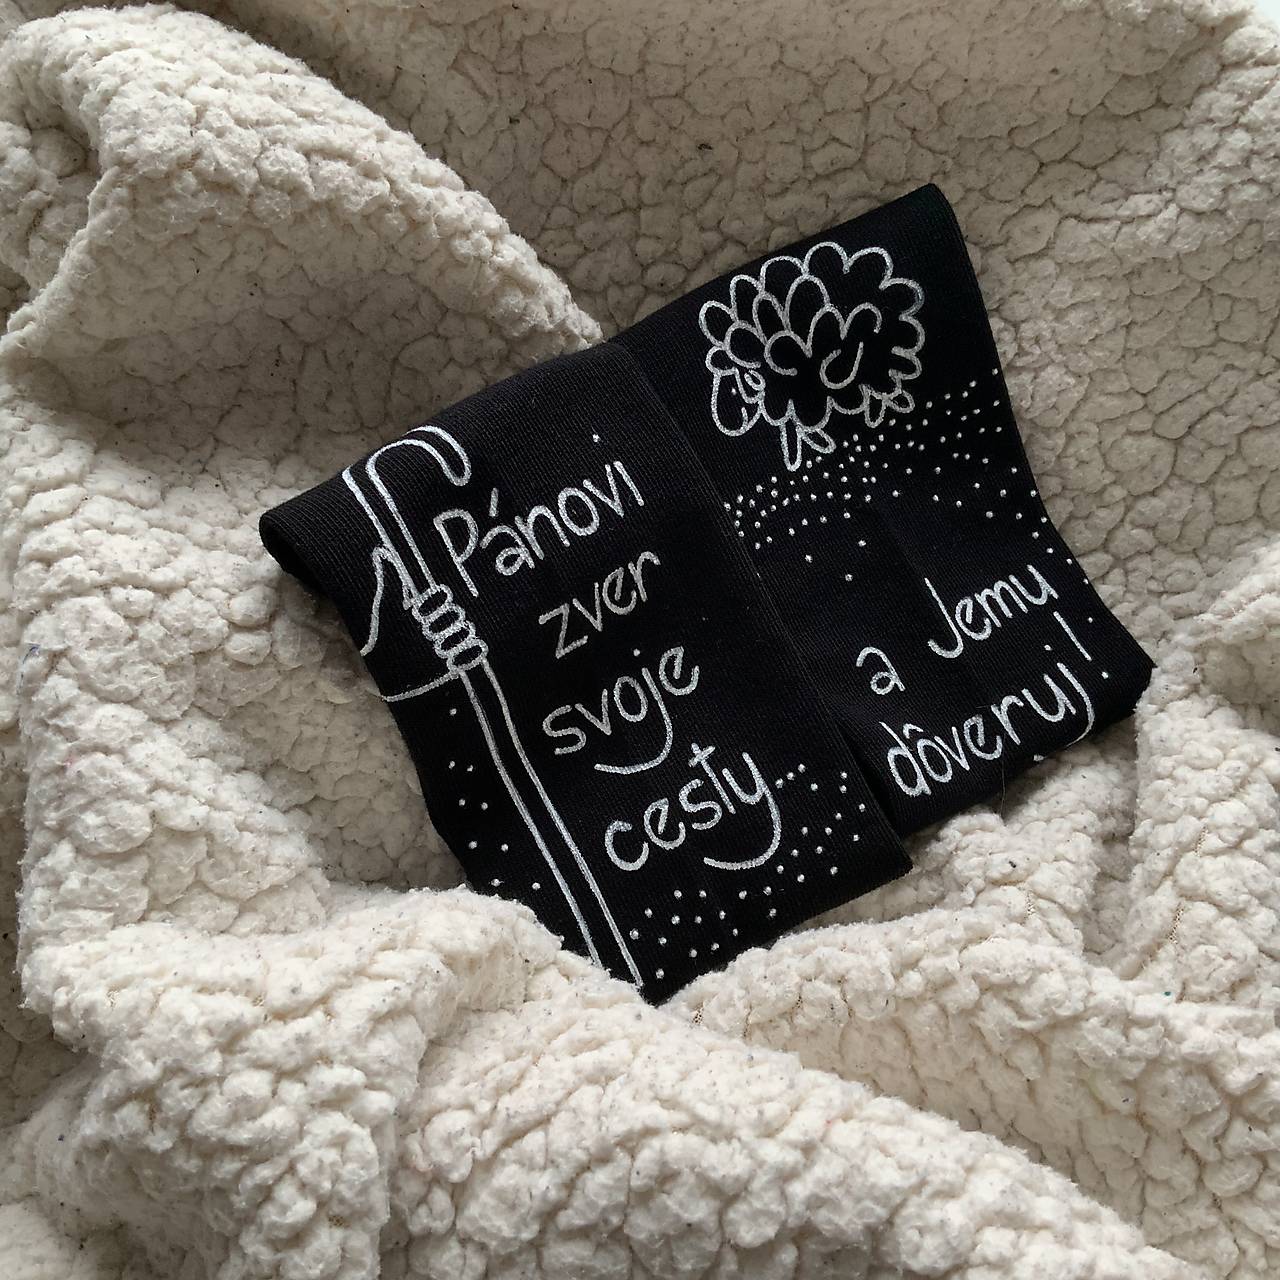 Pánovi
zver
svoje
cesty
a Jemu
dôveruj!